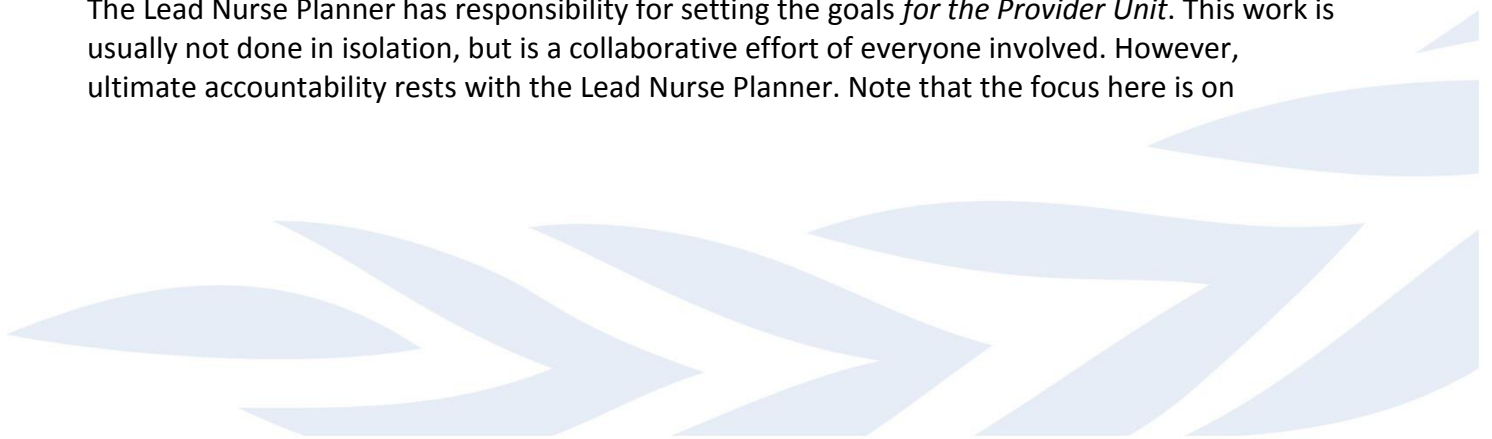 The Lead Nurse Planner has responsibility for setting the goals for the Provider Unit. This work is
usually not done in isolation, but is a collaborative effort of everyone involved. However,
ultimate accountability rests with the Lead Nurse Planner. Note that the focus here is on